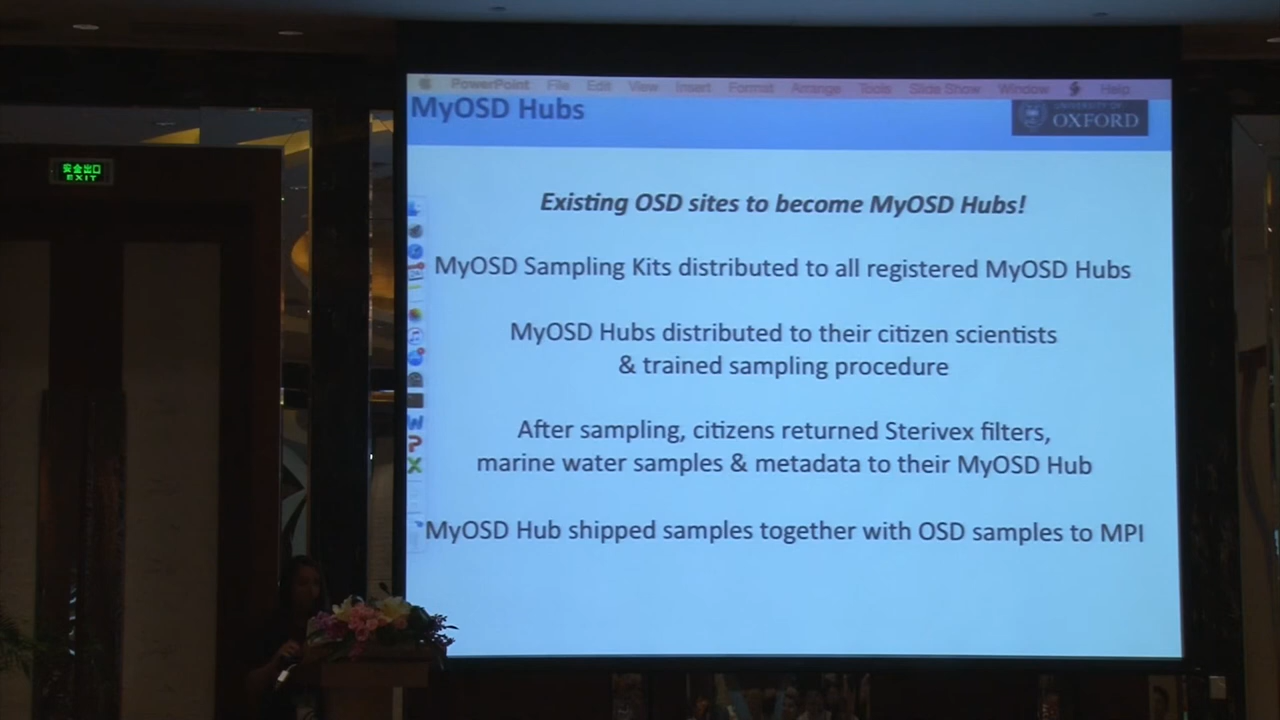 PowerPoint File Edit View Insert Format Arrange Tools Slide Show Window Help
MyOSD Hubs
UNIVERSITY OF
OXFORD
安全出口
EXIT
Existing OSD sites to become MyOSD Hubs!
MyOSD Sampling Kits distributed to all registered MyOSD Hubs
MyOSD Hubs distributed to their citizen scientists
& trained sampling procedure
After sampling, citizens returned Sterivex filters,
marine water samples & metadata to their MyOSD Hub
MyOSD Hub shipped samples together with OSD samples to MPI